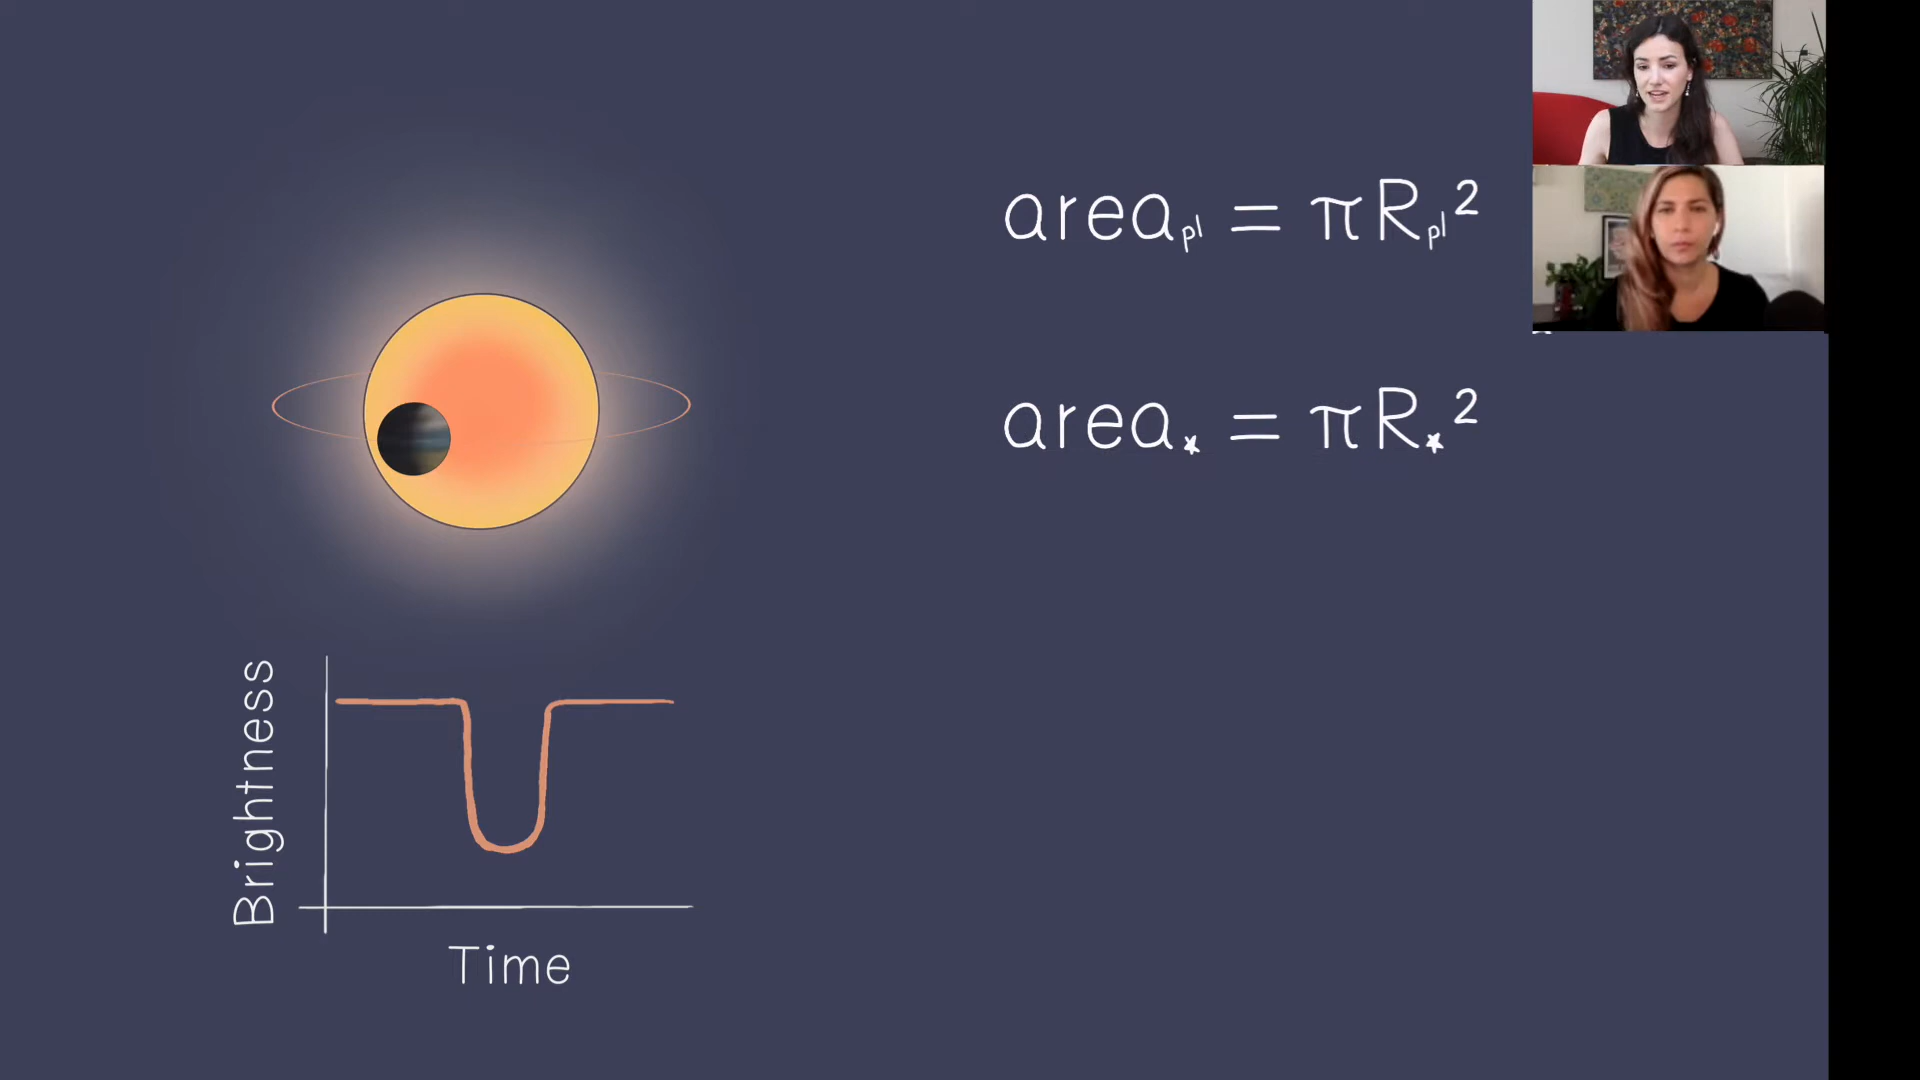 area_pl = πR_pl²
area_★ = πR_★²
Brightness
Time